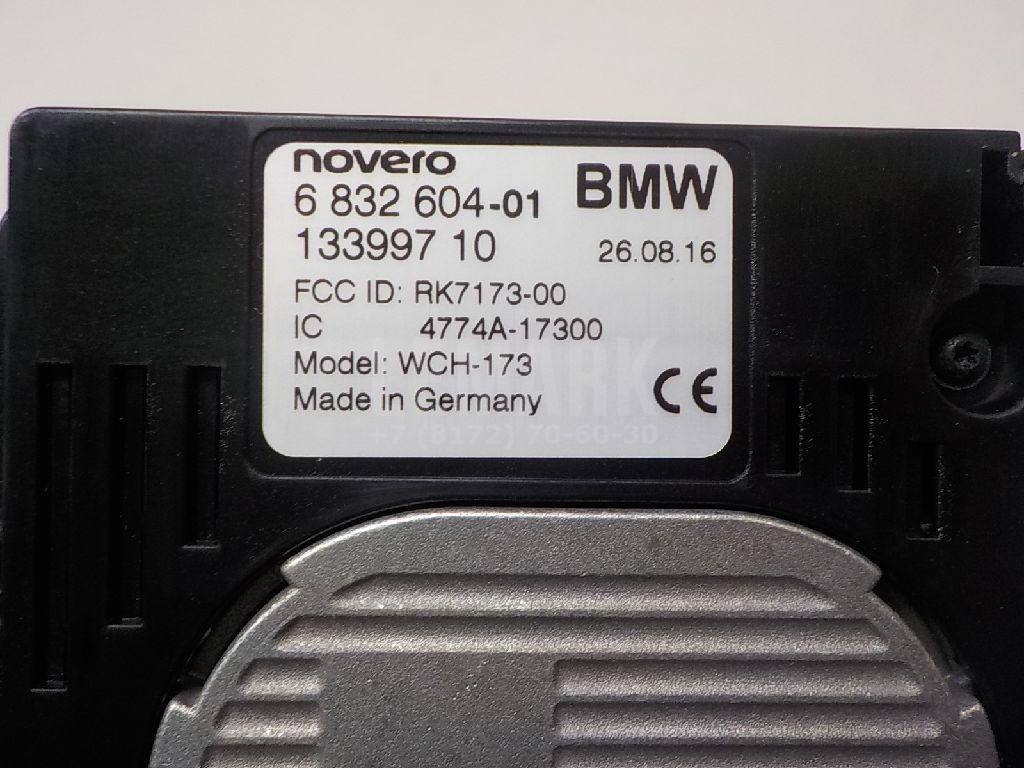 novero
6 832 604-01
BMW
133997 10
26.08.16
FCC ID: RK7173-00
IC 4774A-17300
Model: WCH-173
Made in Germany
CE
+7 (8172) 70-60-30